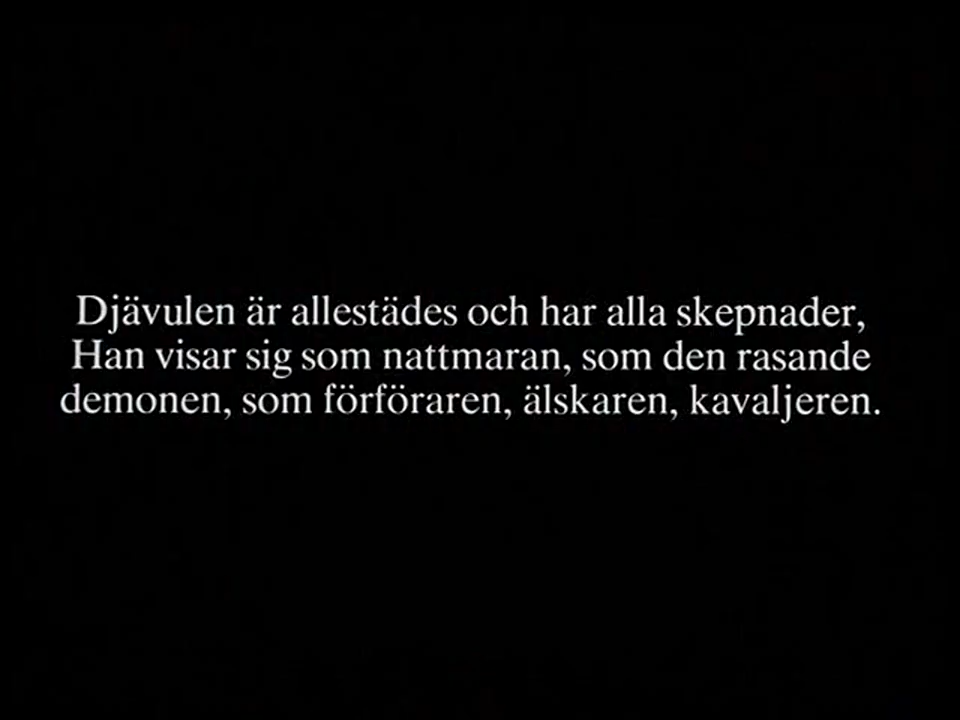 Djävulen är allestädes och har alla skepnader,
Han visar sig som nattmaran, som den rasande
demonen, som förföraren, älskaren, kavaljeren.